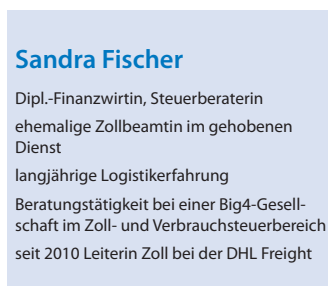 Sandra Fischer
Dipl.-Finanzwirtin, Steuerberaterin
ehemalige Zollbeamtin im gehobenen
Dienst
langjährige Logistikerfahrung
Beratungstätigkeit bei einer Big4-Gesell-
schaft im Zoll- und Verbrauchsteuerbereich
seit 2010 Leiterin Zoll bei der DHL Freight